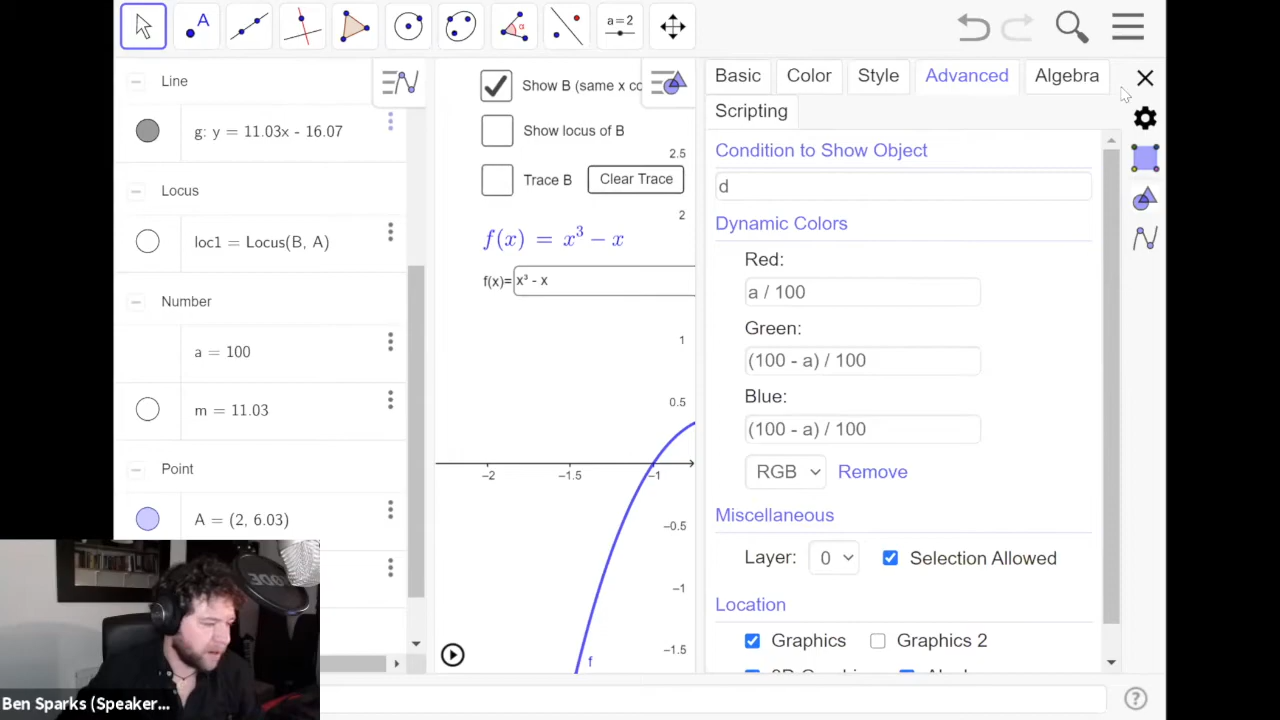 A
α
a = 2
Line
g: y = 11.03x - 16.07
Locus
loc1 = Locus(B, A)
Number
a = 100
m = 11.03
Point
A = (2, 6.03)
Show B (same x co
Show locus of B
Trace B
Clear Trace
f(x) = x³ − x
f(x)= x³ - x
2.5
2
1
0.5
−2
−1.5
−1
−0.5
−1
−1.5
f
Basic
Color
Style
Advanced
Algebra
Scripting
Condition to Show Object
d
Dynamic Colors
Red:
a / 100
Green:
(100 - a) / 100
Blue:
(100 - a) / 100
RGB
Remove
Miscellaneous
Layer:
0
Selection Allowed
Location
Graphics
Graphics 2
?
Ben Sparks (Speaker...